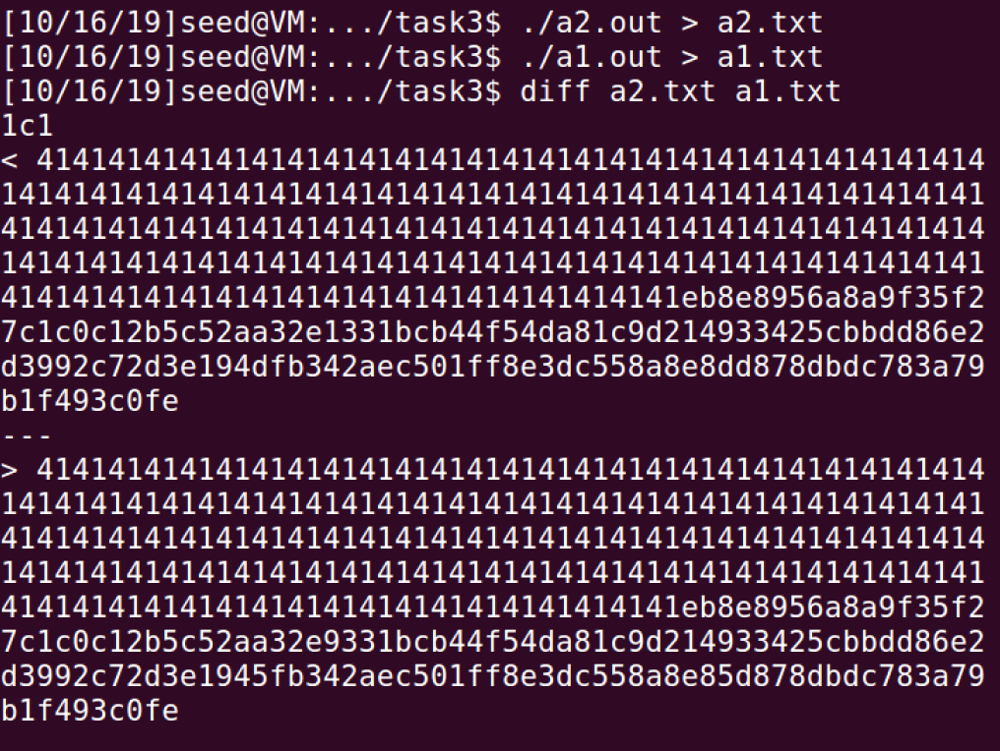 [10/16/19]seed@VM:.../task3$ ./a2.out > a2.txt
[10/16/19]seed@VM:.../task3$ ./a1.out > a1.txt
[10/16/19]seed@VM:.../task3$ diff a2.txt a1.txt
1c1
< 41414141414141414141414141414141414141414141414141414
1414141414141414141414141414141414141414141414141414141
4141414141414141414141414141414141414141414141414141414
1414141414141414141414141414141414141414141414141414141
41414141414141414141414141414141414141eb8e8956a8a9f35f2
7c1c0c12b5c52aa32e1331bcb44f54da81c9d214933425cbbdd86e2
d3992c72d3e194dfb342aec501ff8e3dc558a8e8dd878dbdc783a79
b1f493c0fe
---
> 41414141414141414141414141414141414141414141414141414
1414141414141414141414141414141414141414141414141414141
4141414141414141414141414141414141414141414141414141414
1414141414141414141414141414141414141414141414141414141
41414141414141414141414141414141414141eb8e8956a8a9f35f2
7c1c0c12b5c52aa32e9331bcb44f54da81c9d214933425cbbdd86e2
d3992c72d3e1945fb342aec501ff8e3dc558a8e85d878dbdc783a79
b1f493c0fe